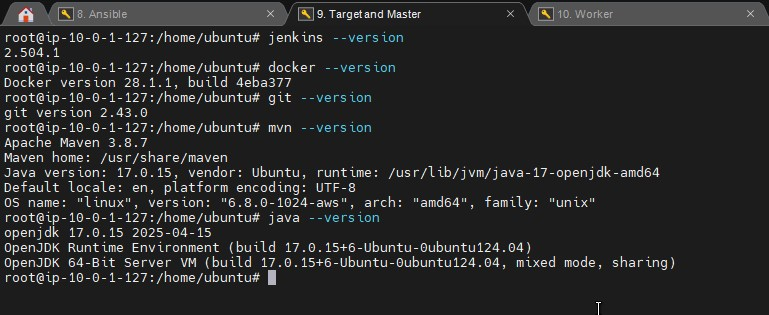 8. Ansible
9. Target and Master
10. Worker
root@ip-10-0-1-127:/home/ubuntu# jenkins --version
2.504.1
root@ip-10-0-1-127:/home/ubuntu# docker --version
Docker version 28.1.1, build 4eba377
root@ip-10-0-1-127:/home/ubuntu# git --version
git version 2.43.0
root@ip-10-0-1-127:/home/ubuntu# mvn --version
Apache Maven 3.8.7
Maven home: /usr/share/maven
Java version: 17.0.15, vendor: Ubuntu, runtime: /usr/lib/jvm/java-17-openjdk-amd64
Default locale: en, platform encoding: UTF-8
OS name: "linux", version: "6.8.0-1024-aws", arch: "amd64", family: "unix"
root@ip-10-0-1-127:/home/ubuntu# java --version
openjdk 17.0.15 2025-04-15
OpenJDK Runtime Environment (build 17.0.15+6-Ubuntu-0ubuntu124.04)
OpenJDK 64-Bit Server VM (build 17.0.15+6-Ubuntu-0ubuntu124.04, mixed mode, sharing)
root@ip-10-0-1-127:/home/ubuntu#